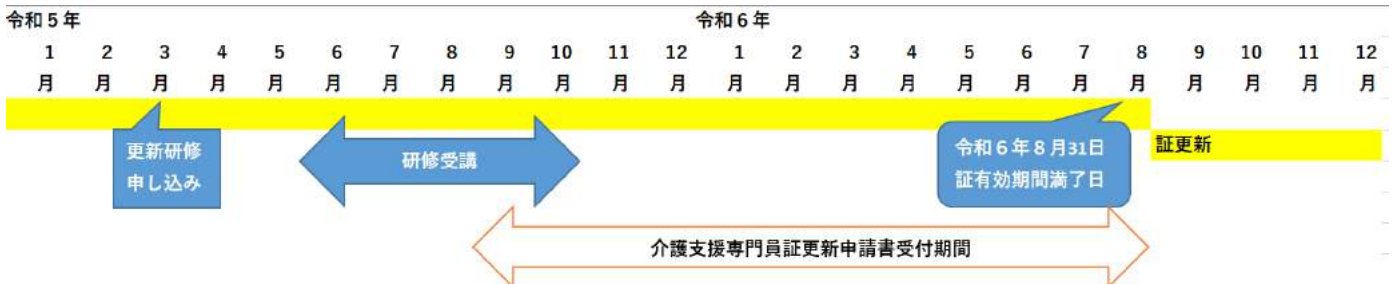 令和５年 令和６年
1 2 3 4 5 6 7 8 9 10 11 12 1 2 3 4 5 6 7 8 9 10 11 12
月 月 月 月 月 月 月 月 月 月 月 月 月 月 月 月 月 月 月 月 月 月 月 月
更新研修
申し込み
研修受講
令和６年８月31日
証有効期間満了日
証更新
介護支援専門員証更新申請書受付期間